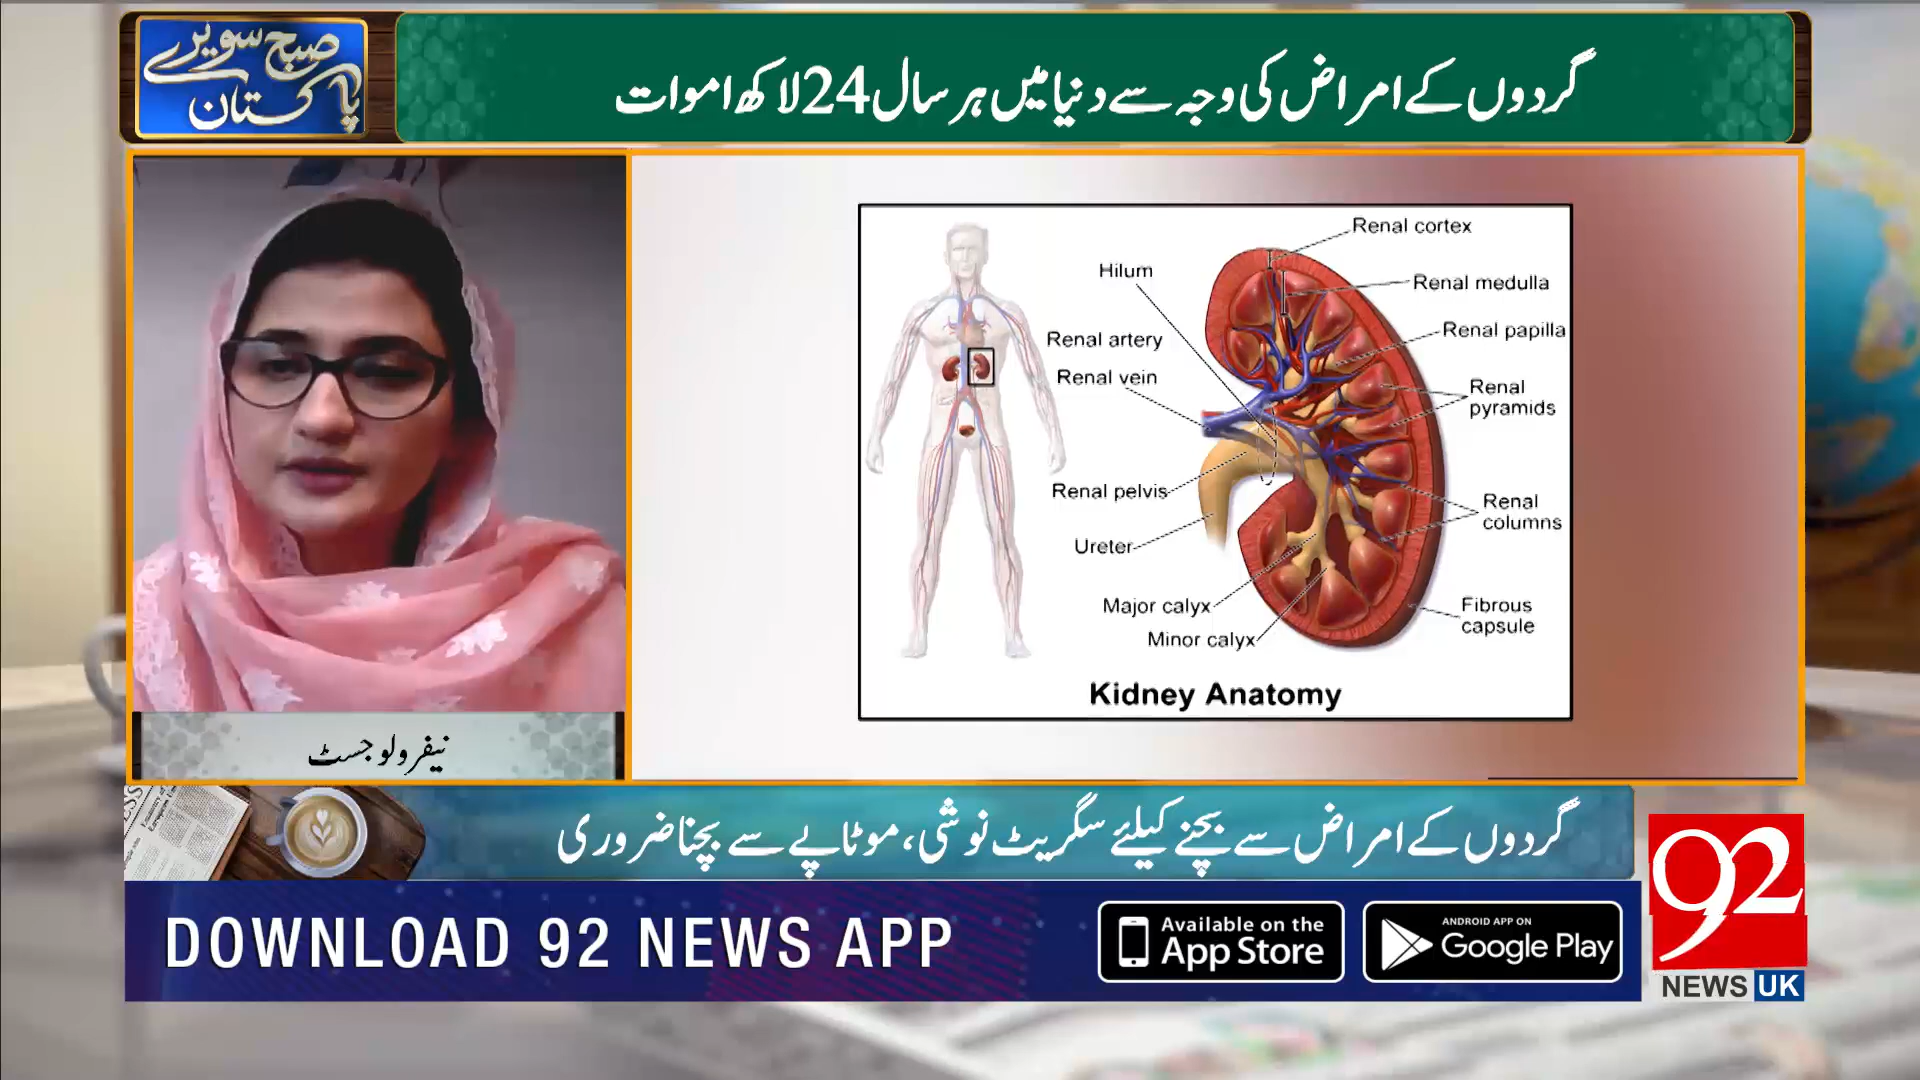 صبح سویرے
پاکستان
گردوں کے امراض کی وجہ سے دنیا میں ہر سال 24 لاکھ اموات
Renal cortex
Hilum
Renal medulla
Renal papilla
Renal artery
Renal vein
Renal
pyramids
Renal pelvis
Renal
columns
Ureter
Major calyx
Fibrous
capsule
Minor calyx
Kidney Anatomy
نیفرولوجسٹ
گردوں کے امراض سے بچنے کیلئے سگریٹ نوشی، موٹاپے سے بچنا ضروری
DOWNLOAD 92 NEWS APP
Available on the
App Store
ANDROID APP ON
Google Play
92
NEWS UK